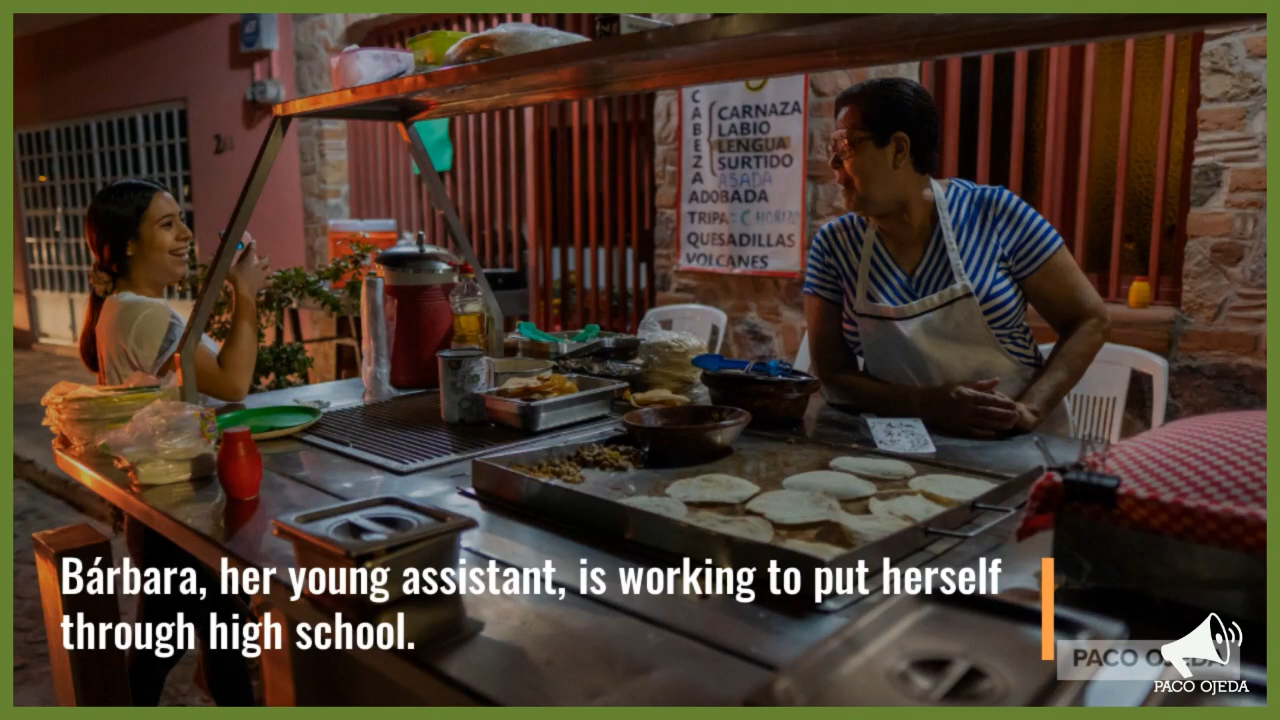 CABEZA
CARNAZA
LABIO
LENGUA
SURTIDO
ASADA
ADOBADA
TRIPA CHORIZO
QUESADILLAS
VOLCANES
Bárbara, her young assistant, is working to put herself
through high school.
PACO OJEDA
PACO OJEDA